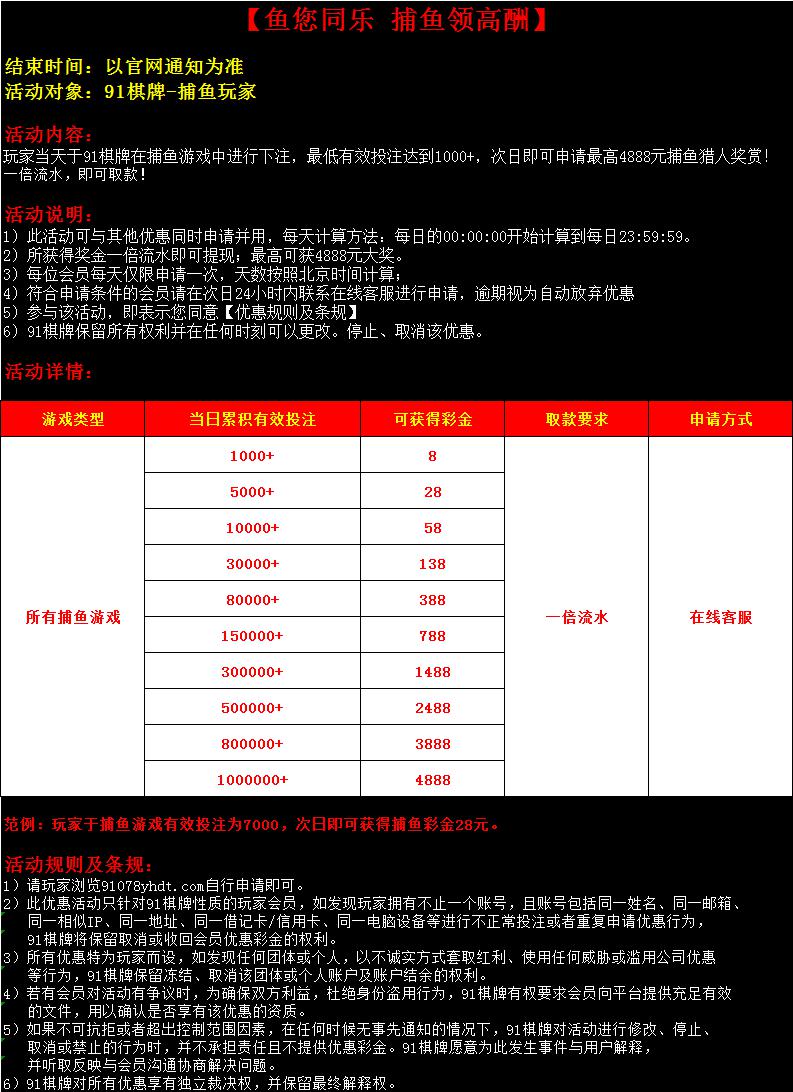 【鱼您同乐 捕鱼领高酬】
结束时间：以官网通知为准
活动对象：91棋牌-捕鱼玩家
活动内容：
玩家当天于91棋牌在捕鱼游戏中进行下注，最低有效投注达到1000+，次日即可申请最高4888元捕鱼猎人奖赏！
一倍流水，即可取款！
活动说明：
1）此活动可与其他优惠同时申请并用，每天计算方法：每日的00:00:00开始计算到每日23:59:59。
2）所获得奖金一倍流水即可提现；最高可获4888元大奖。
3）每位会员每天仅限申请一次，天数按照北京时间计算；
4）符合申请条件的会员请在次日24小时内联系在线客服进行申请，逾期视为自动放弃优惠
5）参与该活动，即表示您同意【优惠规则及条规】
6）91棋牌保留所有权利并在任何时刻可以更改。停止、取消该优惠。
活动详情：
游戏类型 当日累积有效投注 可获得彩金 取款要求 申请方式
1000+ 8
5000+ 28
10000+ 58
30000+ 138
80000+ 388
所有捕鱼游戏 一倍流水 在线客服
150000+ 788
300000+ 1488
500000+ 2488
800000+ 3888
1000000+ 4888
范例：玩家于捕鱼游戏有效投注为7000，次日即可获得捕鱼彩金28元。
活动规则及条规：
1）请玩家浏览91078yhdt.com自行申请即可。
2）此优惠活动只针对91棋牌性质的玩家会员，如发现玩家拥有不止一个账号，且账号包括同一姓名、同一邮箱、
同一相似IP、同一地址、同一借记卡/信用卡、同一电脑设备等进行不正常投注或者重复申请优惠行为，
91棋牌将保留取消或收回会员优惠彩金的权利。
3）所有优惠特为玩家而设，如发现任何团体或个人，以不诚实方式套取红利、使用任何威胁或滥用公司优惠
等行为，91棋牌保留冻结、取消该团体或个人账户及账户结余的权利。
4）若有会员对活动有争议时，为确保双方利益，杜绝身份盗用行为，91棋牌有权要求会员向平台提供充足有效
的文件，用以确认是否享有该优惠的资质。
5）如果不可抗拒或者超出控制范围因素，在任何时候无事先通知的情况下，91棋牌对活动进行修改、停止、
取消或禁止的行为时，并不承担责任且不提供优惠彩金。91棋牌愿意为此发生事件与用户解释，
并听取反映与会员沟通协商解决问题。
6）91棋牌对所有优惠享有独立裁决权，并保留最终解释权。